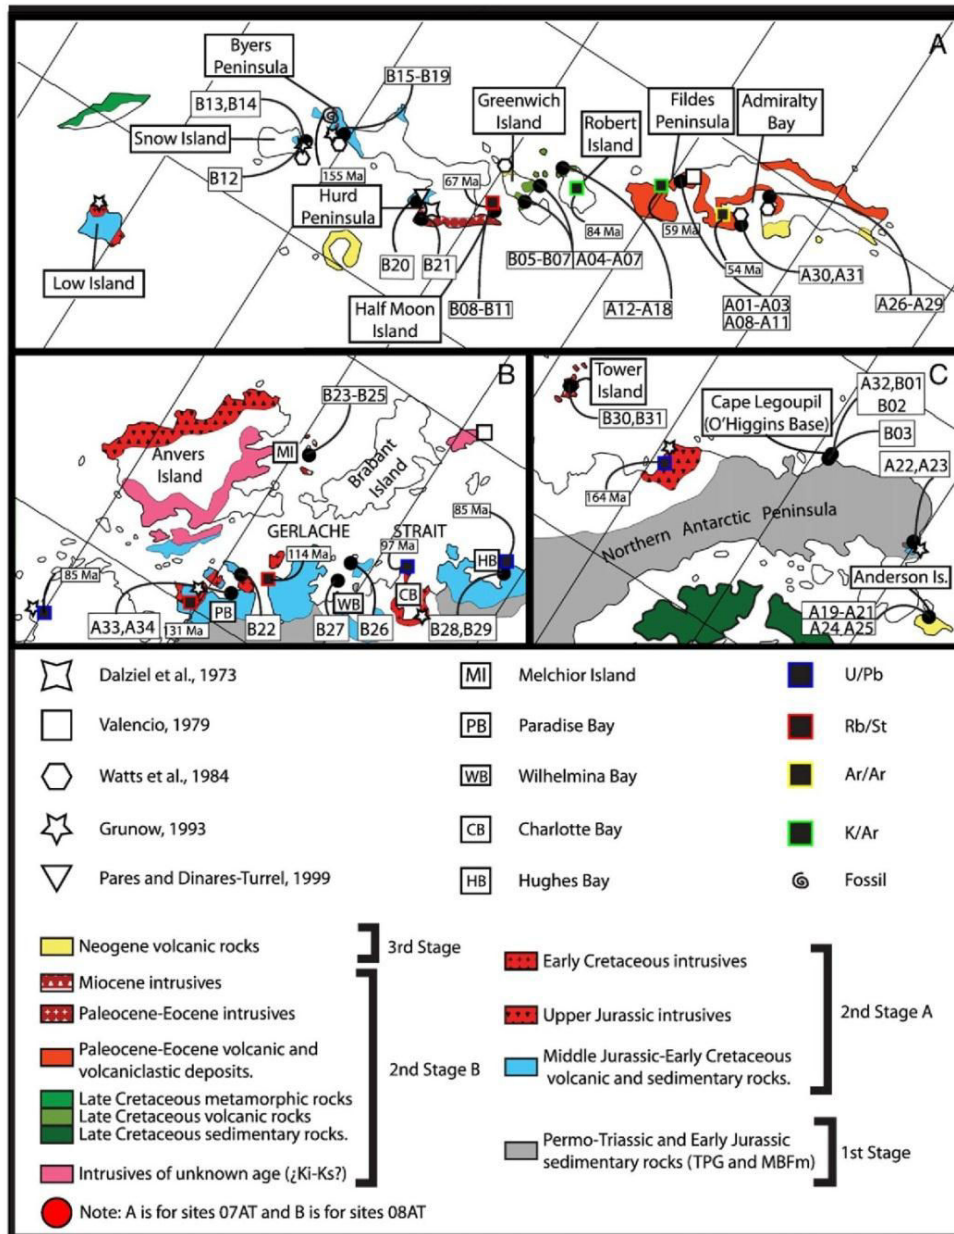 A
Byers
Peninsula
B15-B19
B13,B14
Greenwich
Island
Fildes
Peninsula
Admiralty
Bay
Snow Island
Robert
Island
B12
155 Ma
67 Ma
Hurd
Peninsula
84 Ma
59 Ma
54 Ma
B20
B21
B05-B07
A04-A07
A30,A31
Low Island
Half Moon
Island
B08-B11
A12-A18
A01-A03
A08-A11
A26-A29
B
B23-B25
Anvers
Island
MI
Brabant
Island
GERLACHE
STRAIT
85 Ma
97 Ma
114 Ma
HB
85 Ma
PB
WB
CB
A33,A34
131 Ma
B22
B27
B26
B28,B29
C
Tower
Island
B30,B31
Cape Legoupil
(O'Higgins Base)
A32,B01
B02
B03
A22,A23
164 Ma
Northern Antarctic Peninsula
Anderson Is.
A19-A21
A24,A25
Dalziel et al., 1973
MI
Melchior Island
U/Pb
Valencio, 1979
PB
Paradise Bay
Rb/St
Watts et al., 1984
WB
Wilhelmina Bay
Ar/Ar
Grunow, 1993
CB
Charlotte Bay
K/Ar
Pares and Dinares-Turrel, 1999
HB
Hughes Bay
Fossil
Neogene volcanic rocks
3rd Stage
Miocene intrusives
Paleocene-Eocene intrusives
Paleocene-Eocene volcanic and
volcaniclastic deposits.
2nd Stage B
Late Cretaceous metamorphic rocks
Late Cretaceous volcanic rocks
Late Cretaceous sedimentary rocks.
Intrusives of unknown age (¿Ki-Ks?)
Early Cretaceous intrusives
Upper Jurassic intrusives
2nd Stage A
Middle Jurassic-Early Cretaceous
volcanic and sedimentary rocks.
Permo-Triassic and Early Jurassic
sedimentary rocks (TPG and MBFm)
1st Stage
Note: A is for sites 07AT and B is for sites 08AT